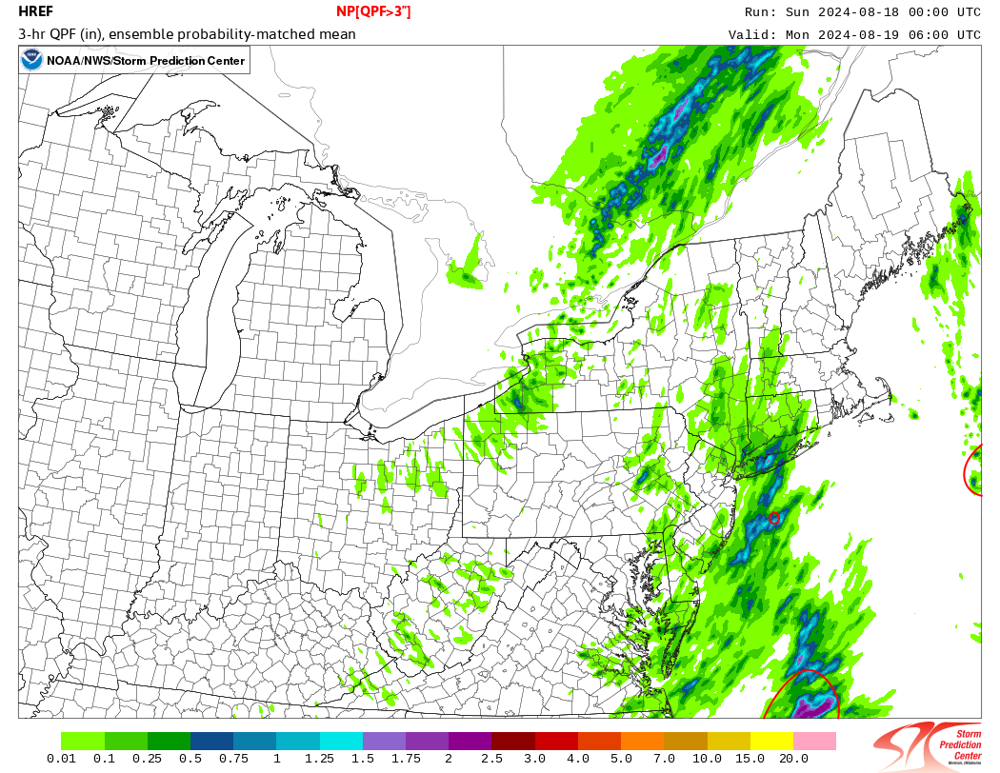 HREF
NP[QPF>3"]
Run: Sun 2024-08-18 00:00 UTC
3-hr QPF (in), ensemble probability-matched mean
Valid: Mon 2024-08-19 06:00 UTC
NOAA/NWS/Storm Prediction Center
0.01 0.1 0.25 0.5 0.75 1 1.25 1.5 1.75 2 2.5 3.0 4.0 5.0 7.0 10.0 15.0 20.0
Storm
Prediction
Center
Norman, Oklahoma